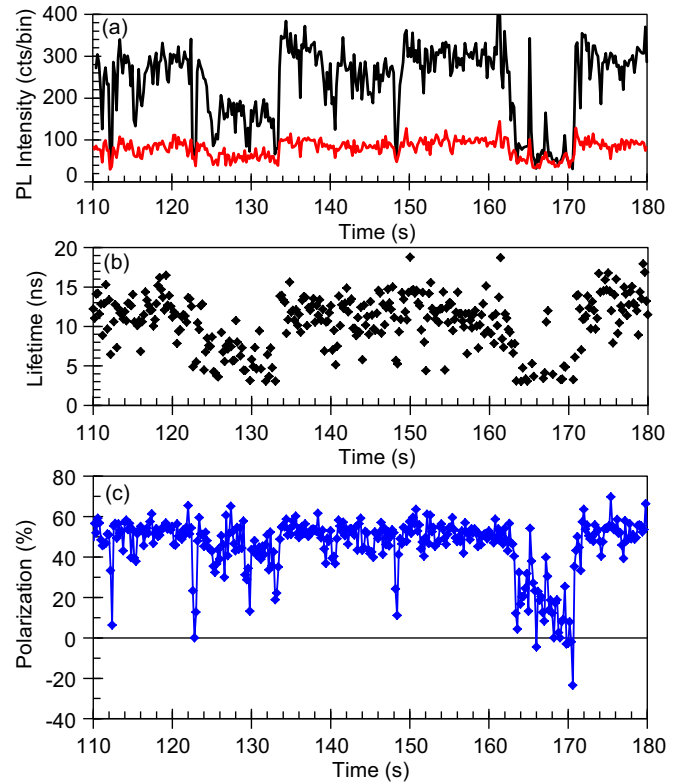 (a)
PL Intensity (cts/bin)
400
300
200
100
0
110 120 130 140 150 160 170 180
Time (s)
(b)
Lifetime (ns)
20
15
10
5
0
110 120 130 140 150 160 170 180
Time (s)
(c)
Polarization (%)
80
60
40
20
0
-20
-40
110 120 130 140 150 160 170 180
Time (s)